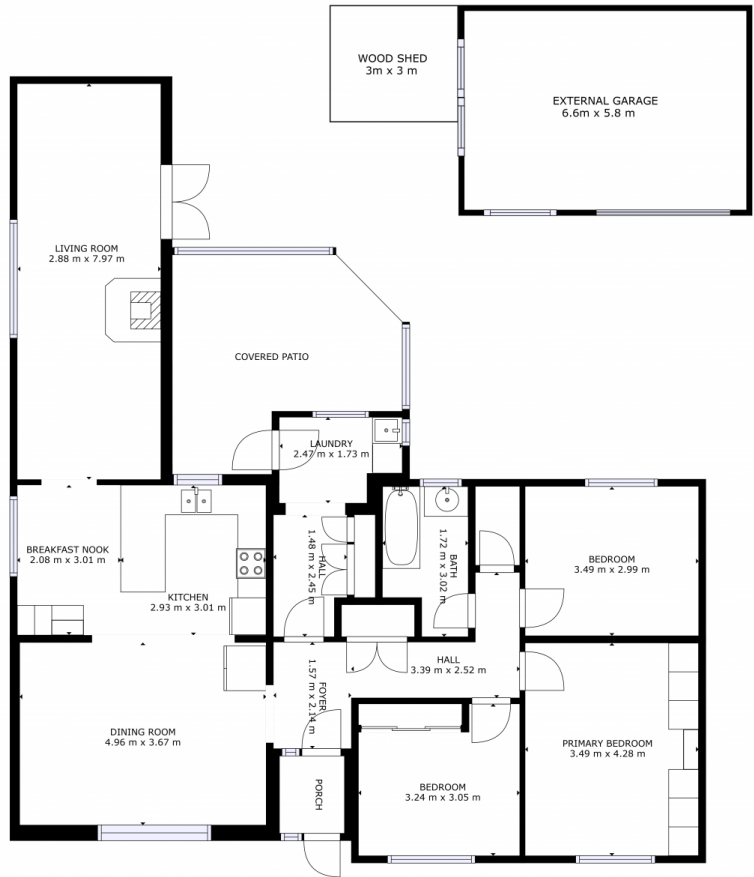 WOOD SHED
3m x 3 m
EXTERNAL GARAGE
6.6m x 5.8 m
LIVING ROOM
2.88 m x 7.97 m
COVERED PATIO
LAUNDRY
2.47 m x 1.73 m
BREAKFAST NOOK
2.08 m x 3.01 m
KITCHEN
2.93 m x 3.01 m
HALL
1.48 m x 2.45 m
BATH
1.72 m x 3.02 m
BEDROOM
3.49 m x 2.99 m
HALL
3.39 m x 2.52 m
FOYER
1.57 m x 2.14 m
DINING ROOM
4.96 m x 3.67 m
PRIMARY BEDROOM
3.49 m x 4.28 m
PORCH
BEDROOM
3.24 m x 3.05 m